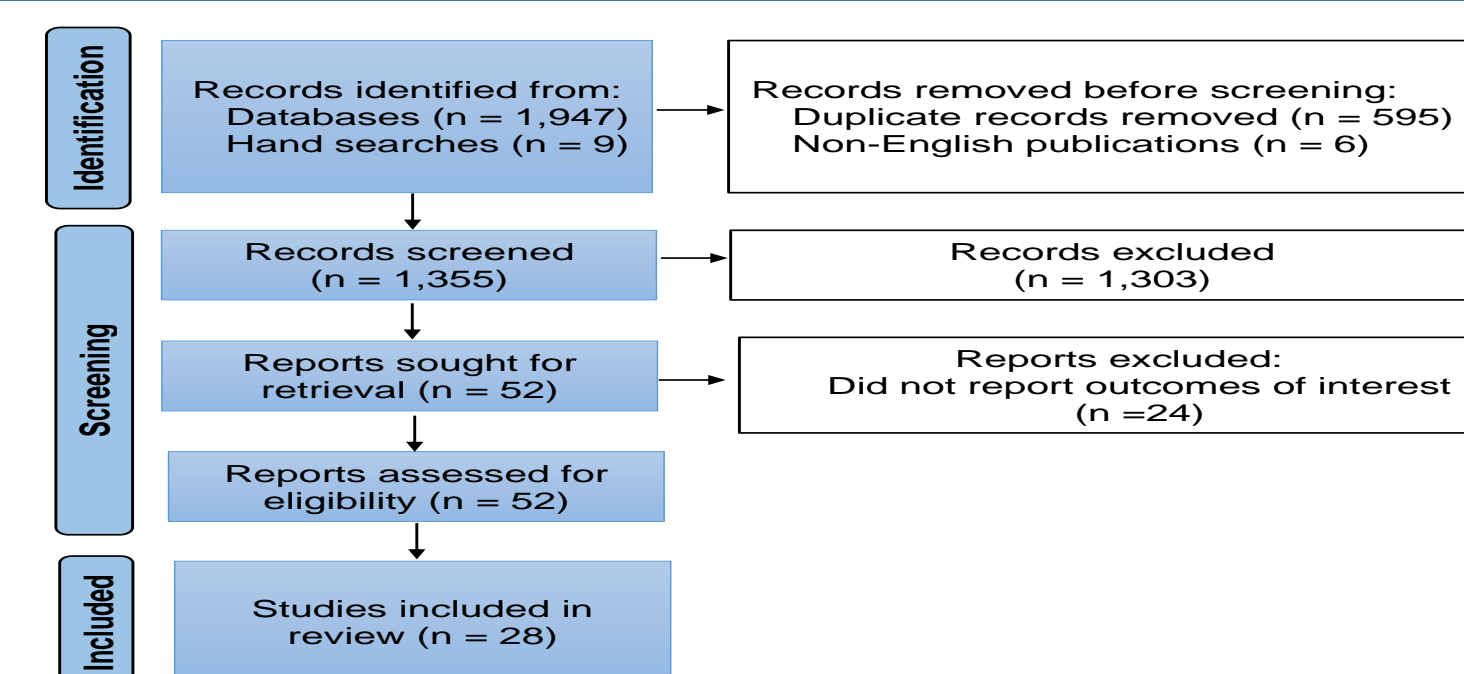 Identification
Records identified from:
Databases (n = 1,947)
Hand searches (n = 9)
Records removed before screening:
Duplicate records removed (n = 595)
Non-English publications (n = 6)
Screening
Records screened
(n = 1,355)
Records excluded
(n = 1,303)
Reports sought for
retrieval (n = 52)
Reports excluded:
Did not report outcomes of interest
(n =24)
Reports assessed for
eligibility (n = 52)
Included
Studies included in
review (n = 28)